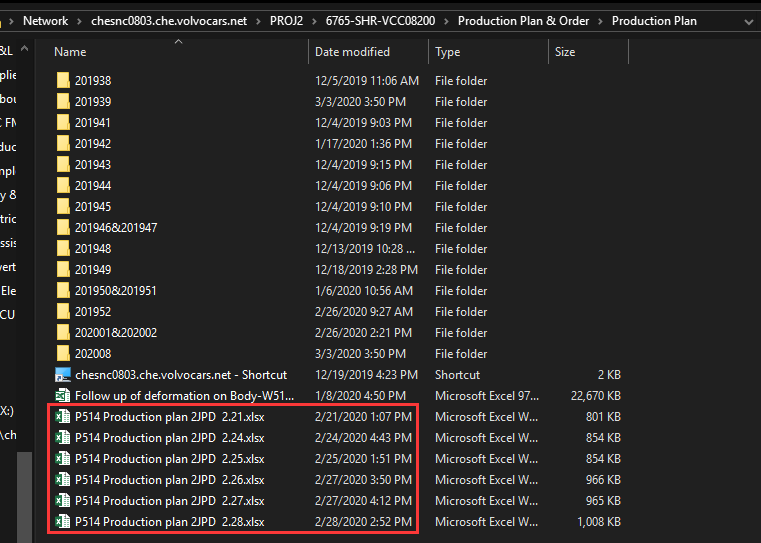 Network > chesnc0803.che.volvocars.net > PROJ2 > 6765-SHR-VCC08200 > Production Plan & Order > Production Plan
Name Date modified Type Size
201938 12/5/2019 11:06 AM File folder
201939 3/3/2020 3:50 PM File folder
201941 12/4/2019 9:03 PM File folder
201942 1/17/2020 1:36 PM File folder
201943 12/4/2019 9:15 PM File folder
201944 12/4/2019 9:06 PM File folder
201945 12/4/2019 9:10 PM File folder
201946&201947 12/4/2019 9:19 PM File folder
201948 12/13/2019 10:28 ... File folder
201949 12/18/2019 2:28 PM File folder
201950&201951 1/6/2020 10:56 AM File folder
201952 2/26/2020 9:27 AM File folder
202001&202002 2/26/2020 2:21 PM File folder
202008 3/3/2020 3:50 PM File folder
chesnc0803.che.volvocars.net - Shortcut 12/19/2019 4:23 PM Shortcut 2 KB
Follow up of deformation on Body-W51... 1/8/2020 4:50 PM Microsoft Excel 97... 22,670 KB
P514 Production plan 2JPD 2.21.xlsx 2/21/2020 1:07 PM Microsoft Excel W... 801 KB
P514 Production plan 2JPD 2.24.xlsx 2/24/2020 4:43 PM Microsoft Excel W... 854 KB
P514 Production plan 2JPD 2.25.xlsx 2/25/2020 1:51 PM Microsoft Excel W... 854 KB
P514 Production plan 2JPD 2.26.xlsx 2/27/2020 3:50 PM Microsoft Excel W... 966 KB
P514 Production plan 2JPD 2.27.xlsx 2/27/2020 4:12 PM Microsoft Excel W... 965 KB
P514 Production plan 2JPD 2.28.xlsx 2/28/2020 2:52 PM Microsoft Excel W... 1,008 KB